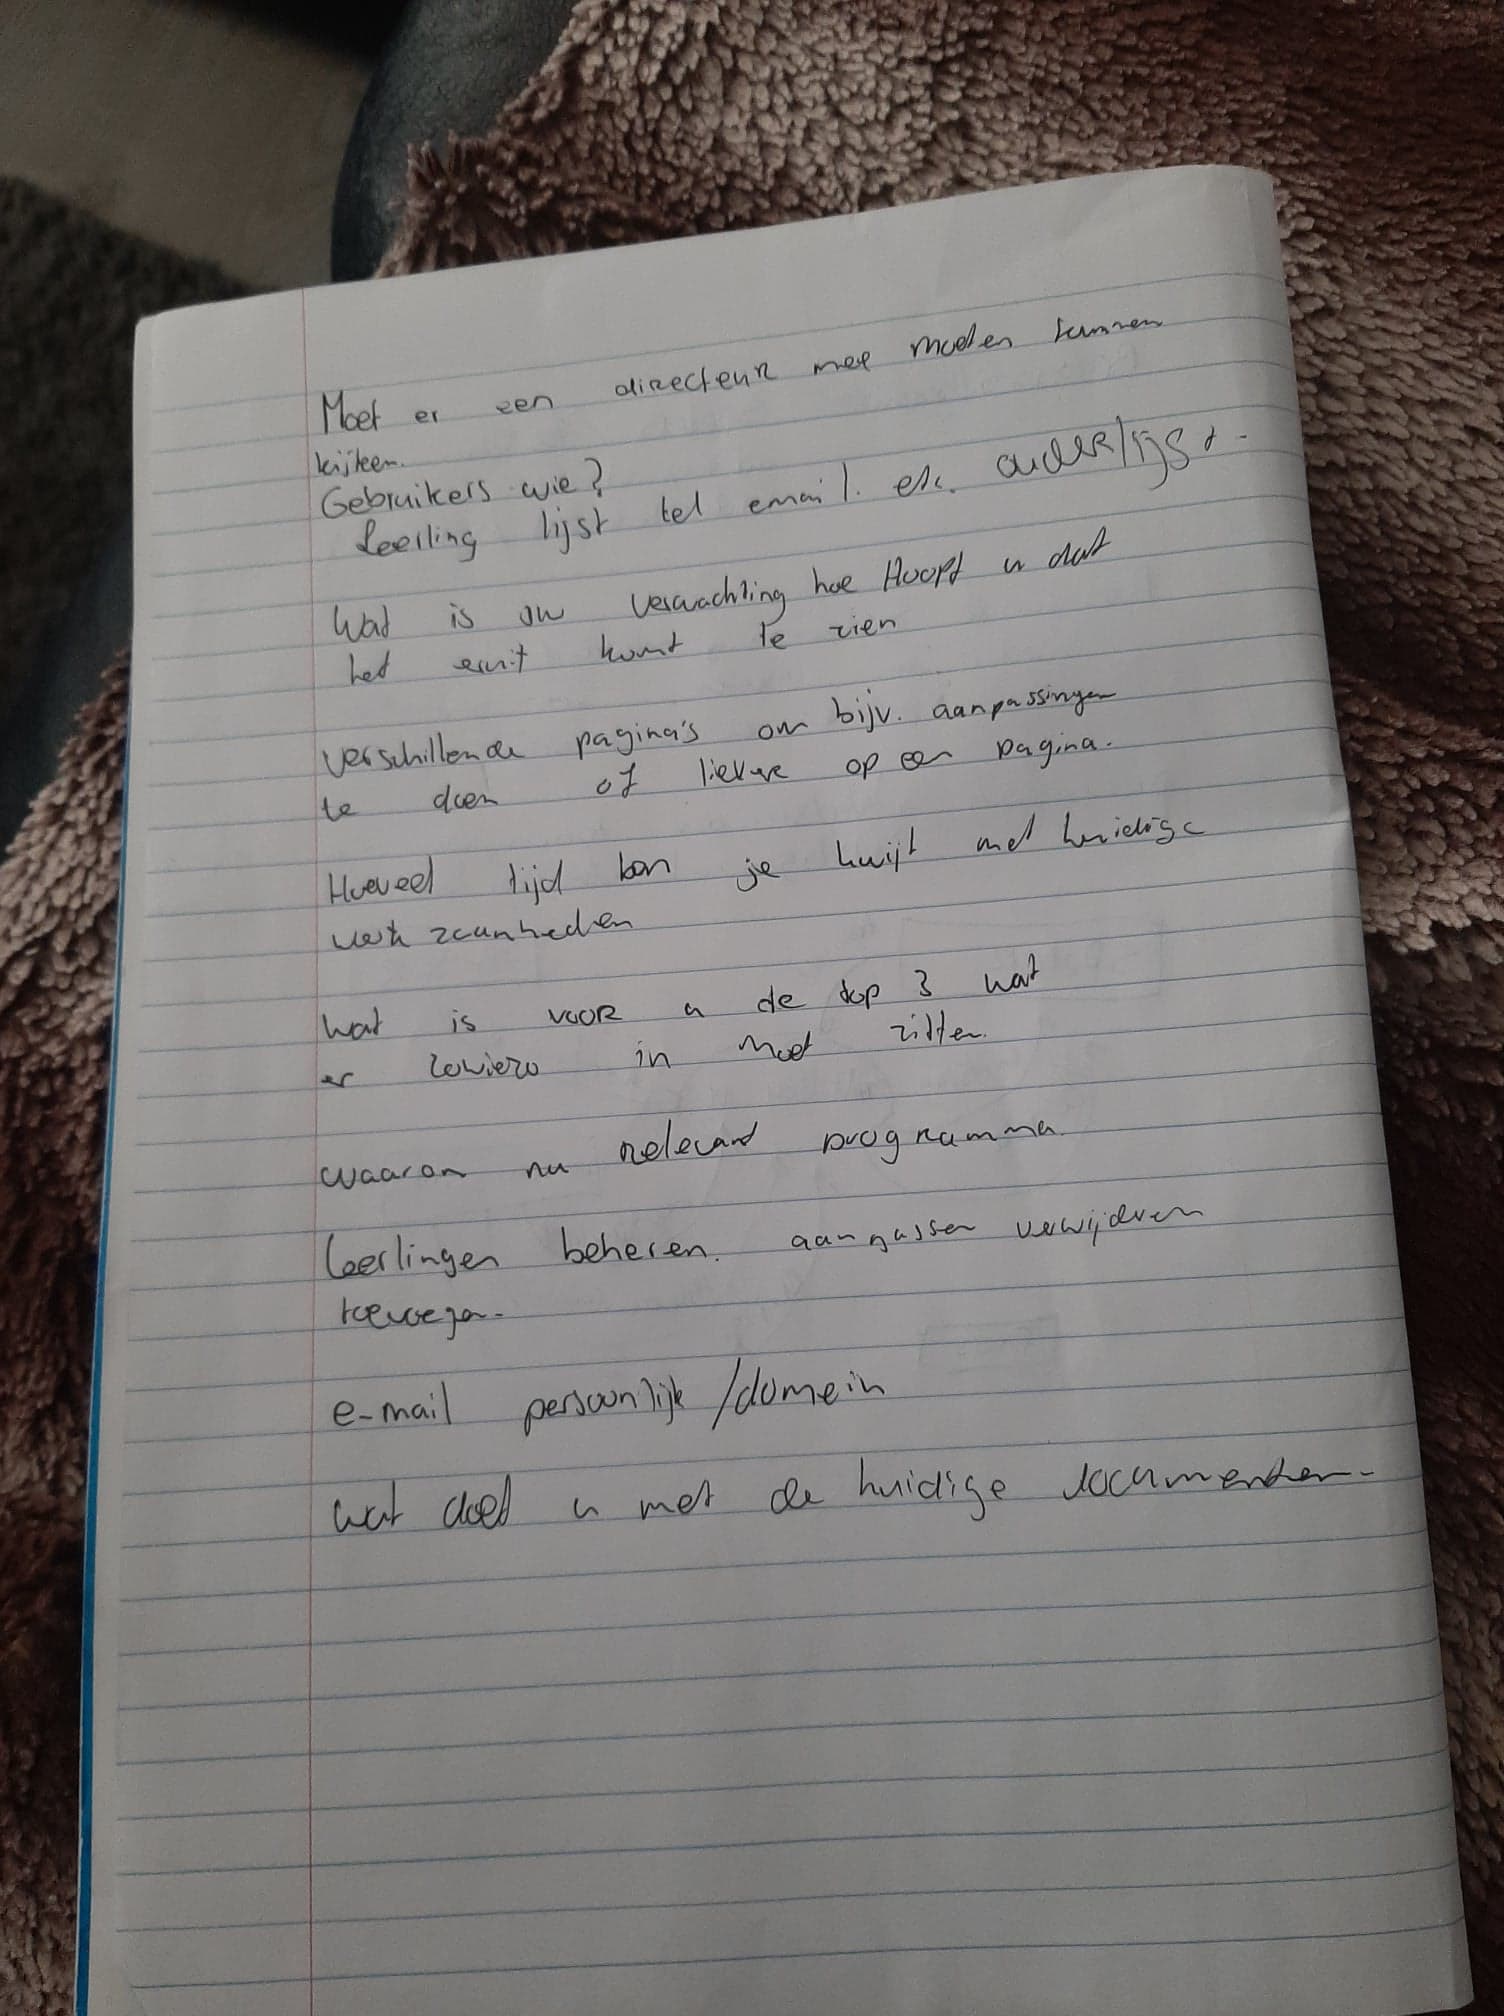 Moet er een directeur mee moeten kunnen
kijken.
Gebruikers wie?
Leerling lijst tel email. etc. ouderlijst.
Wat is uw verwachting hoe Hoopt u dat
het eruit komt te zien
verschillende pagina's om bijv. aanpassingen
te doen of liever op een pagina.
Hoeveel tijd ben je kwijt met huidige
werkzaamheden
wat is voor u de top 3 wat
er sowieso in moet zitten.
waarom nu relevant programma
Leerlingen beheren. aanpassen verwijderen
toevoegen.
e-mail persoonlijk/domein
wat doet u met de huidige documenten.